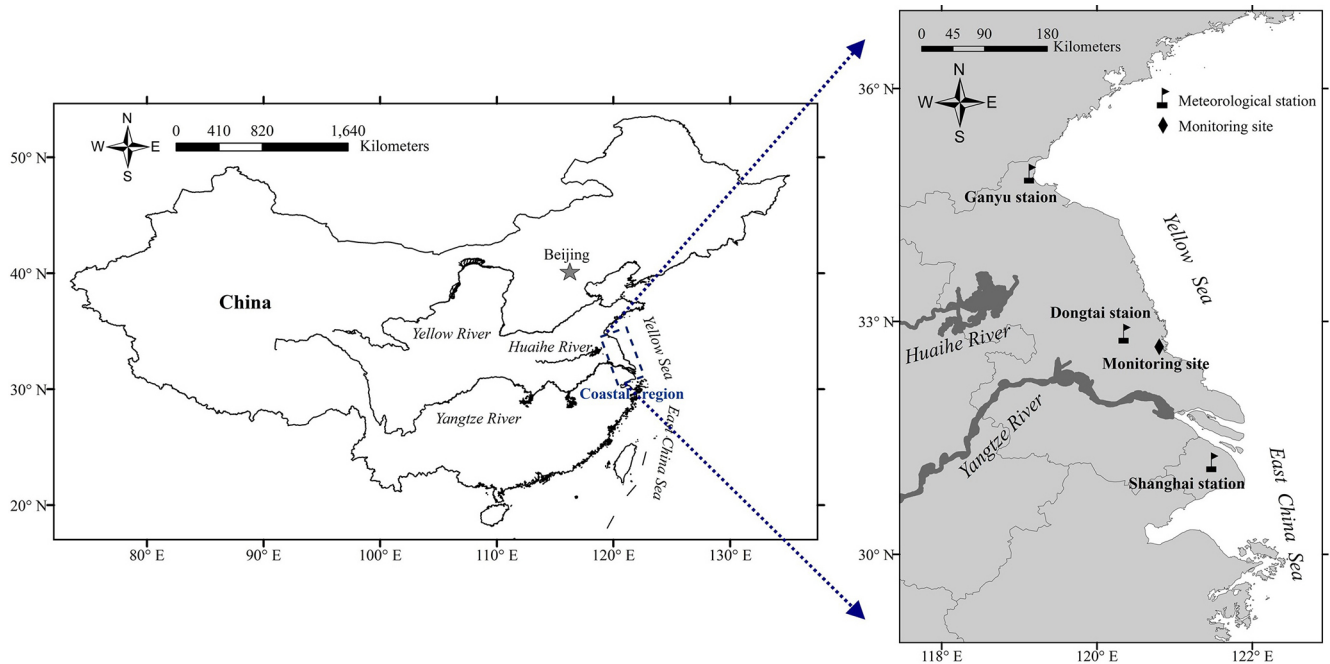 N
W E
S
0 410 820 1,640
Kilometers
50° N
40° N
30° N
20° N
80° E
90° E
100° E
110° E
120° E
130° E
Beijing
China
Yellow River
Huaihe River
Yellow Sea
Coastal region
Yangtze River
East China Sea
0 45 90 180
Kilometers
N
W E
S
Meteorological station
Monitoring site
36° N
33° N
30° N
118° E
120° E
122° E
Ganyu staion
Yellow Sea
Dongtai staion
Huaihe River
Monitoring site
Yangtze River
Shanghai station
East China Sea